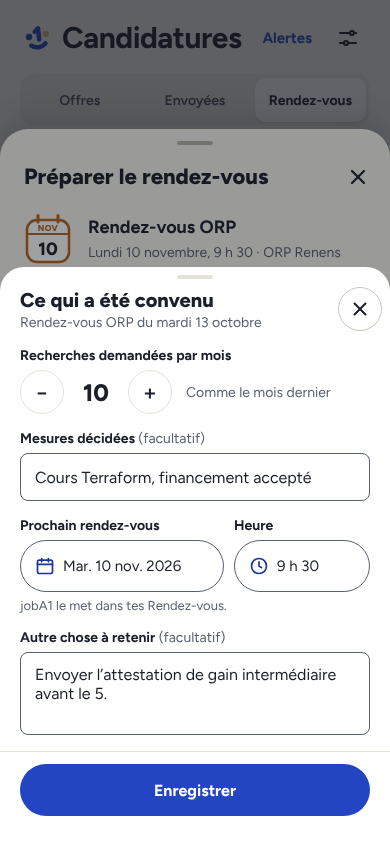 Candidatures
Alertes
Offres
Envoyées
Rendez-vous
Préparer le rendez-vous
NOV
10
Rendez-vous ORP
Lundi 10 novembre, 9 h 30 · ORP Renens
Ce qui a été convenu
Rendez-vous ORP du mardi 13 octobre
Recherches demandées par mois
− 10 + Comme le mois dernier
Mesures décidées (facultatif)
Cours Terraform, financement accepté
Prochain rendez-vous Heure
Mar. 10 nov. 2026 9 h 30
jobA1 le met dans tes Rendez-vous.
Autre chose à retenir (facultatif)
Envoyer l’attestation de gain intermédiaire
avant le 5.
Enregistrer